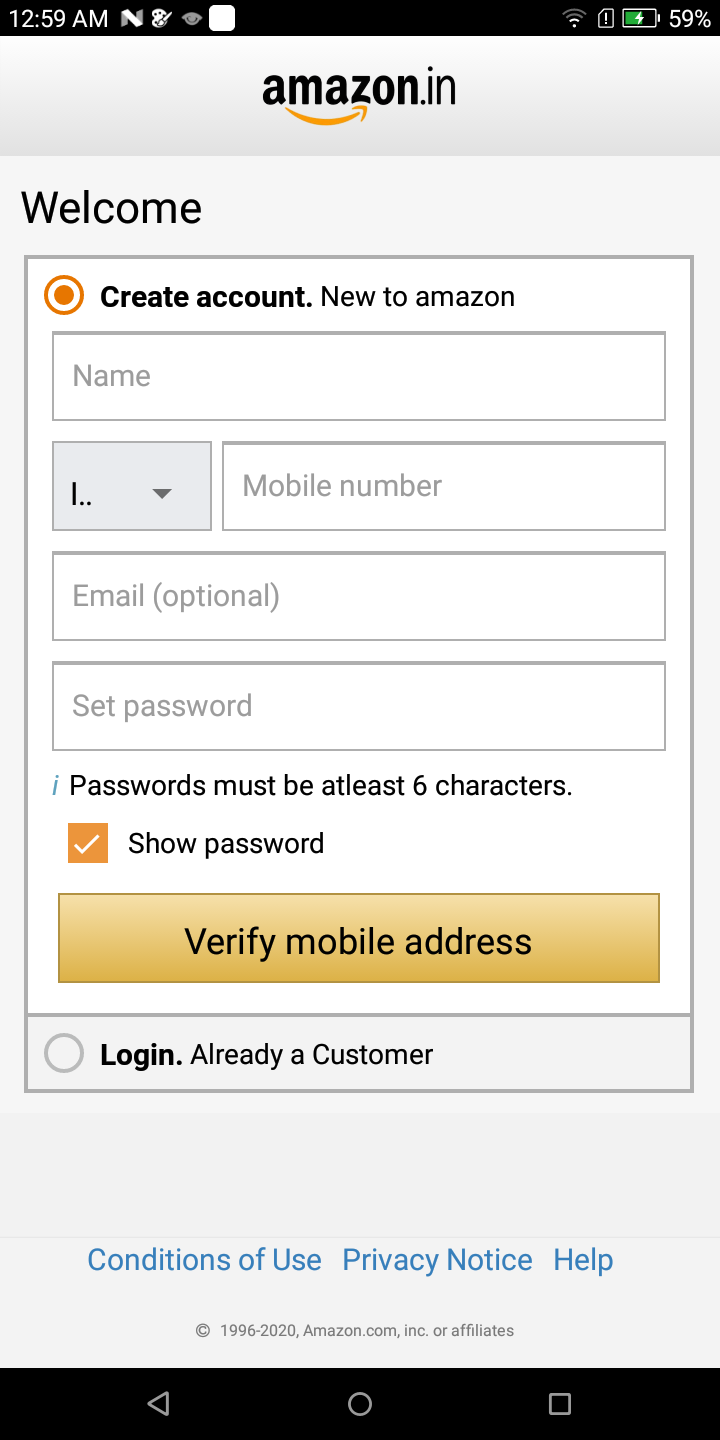 12:59 AM 59%
amazon.in
Welcome
Create account. New to amazon
Name
I.. Mobile number
Email (optional)
Set password
i Passwords must be atleast 6 characters.
Show password
Verify mobile address
Login. Already a Customer
Conditions of Use Privacy Notice Help
© 1996-2020, Amazon.com, inc. or affiliates